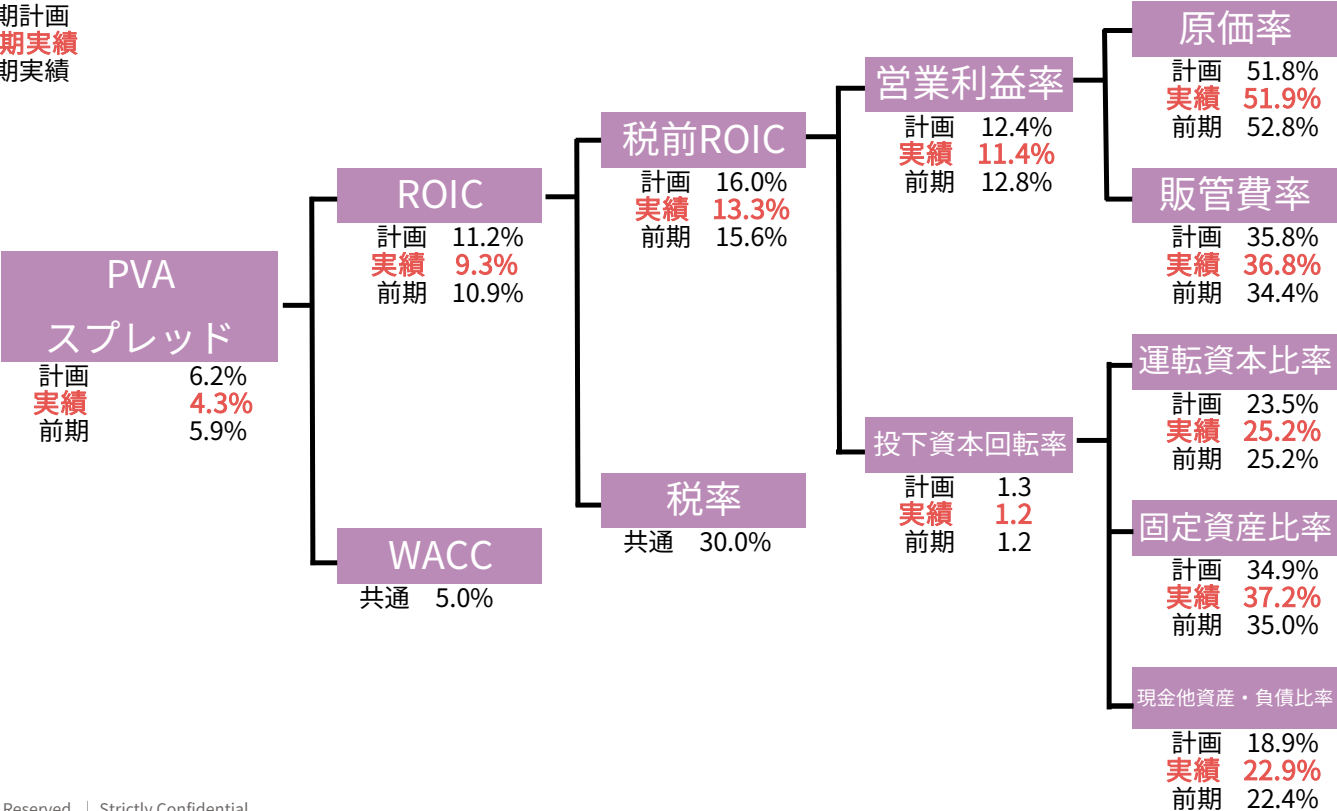 期計画
期実績
期実績
PVA
スプレッド
計画 6.2%
実績 4.3%
前期 5.9%
ROIC
計画 11.2%
実績 9.3%
前期 10.9%
WACC
共通 5.0%
税前ROIC
計画 16.0%
実績 13.3%
前期 15.6%
税率
共通 30.0%
営業利益率
計画 12.4%
実績 11.4%
前期 12.8%
投下資本回転率
計画 1.3
実績 1.2
前期 1.2
原価率
計画 51.8%
実績 51.9%
前期 52.8%
販管費率
計画 35.8%
実績 36.8%
前期 34.4%
運転資本比率
計画 23.5%
実績 25.2%
前期 25.2%
固定資産比率
計画 34.9%
実績 37.2%
前期 35.0%
現金他資産・負債比率
計画 18.9%
実績 22.9%
前期 22.4%
Reserved | Strictly Confidential